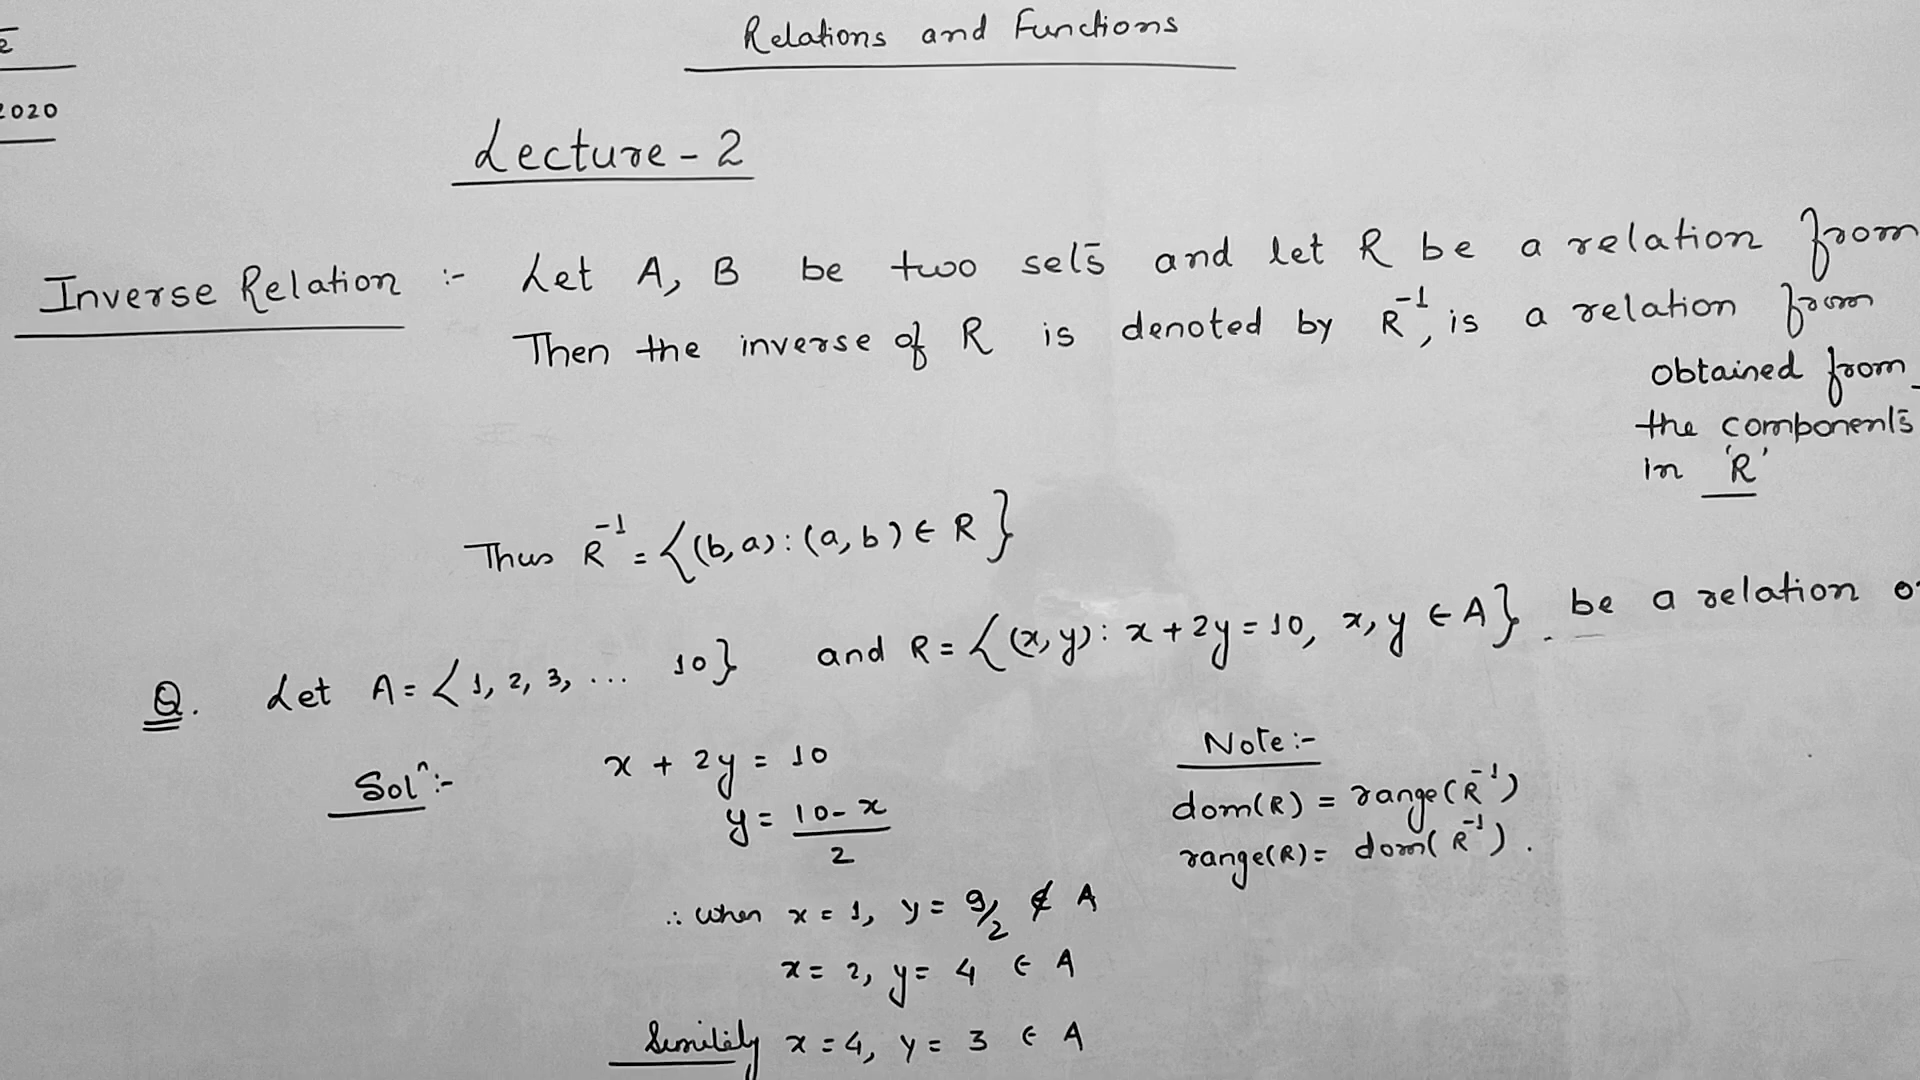 Relations and Functions
2020
Lecture - 2
Inverse Relation :- Let A, B be two sets and let R be a relation from
Then the inverse of R is denoted by R⁻¹, is a relation from
obtained from
the components
in 'R'
Thus R⁻¹ = {(b,a) : (a,b) ∈ R}
Q. Let A = {1, 2, 3, ... 10} and R = {(x,y) : x + 2y = 10, x, y ∈ A} be a relation
Solⁿ :- x + 2y = 10
y = (10 - x)/2
Note :-
dom(R) = range(R⁻¹)
range(R) = dom(R⁻¹).
∴ when x = 1, y = 9/2 ∉ A
x = 2, y = 4 ∈ A
x = 4, y = 3 ∈ A